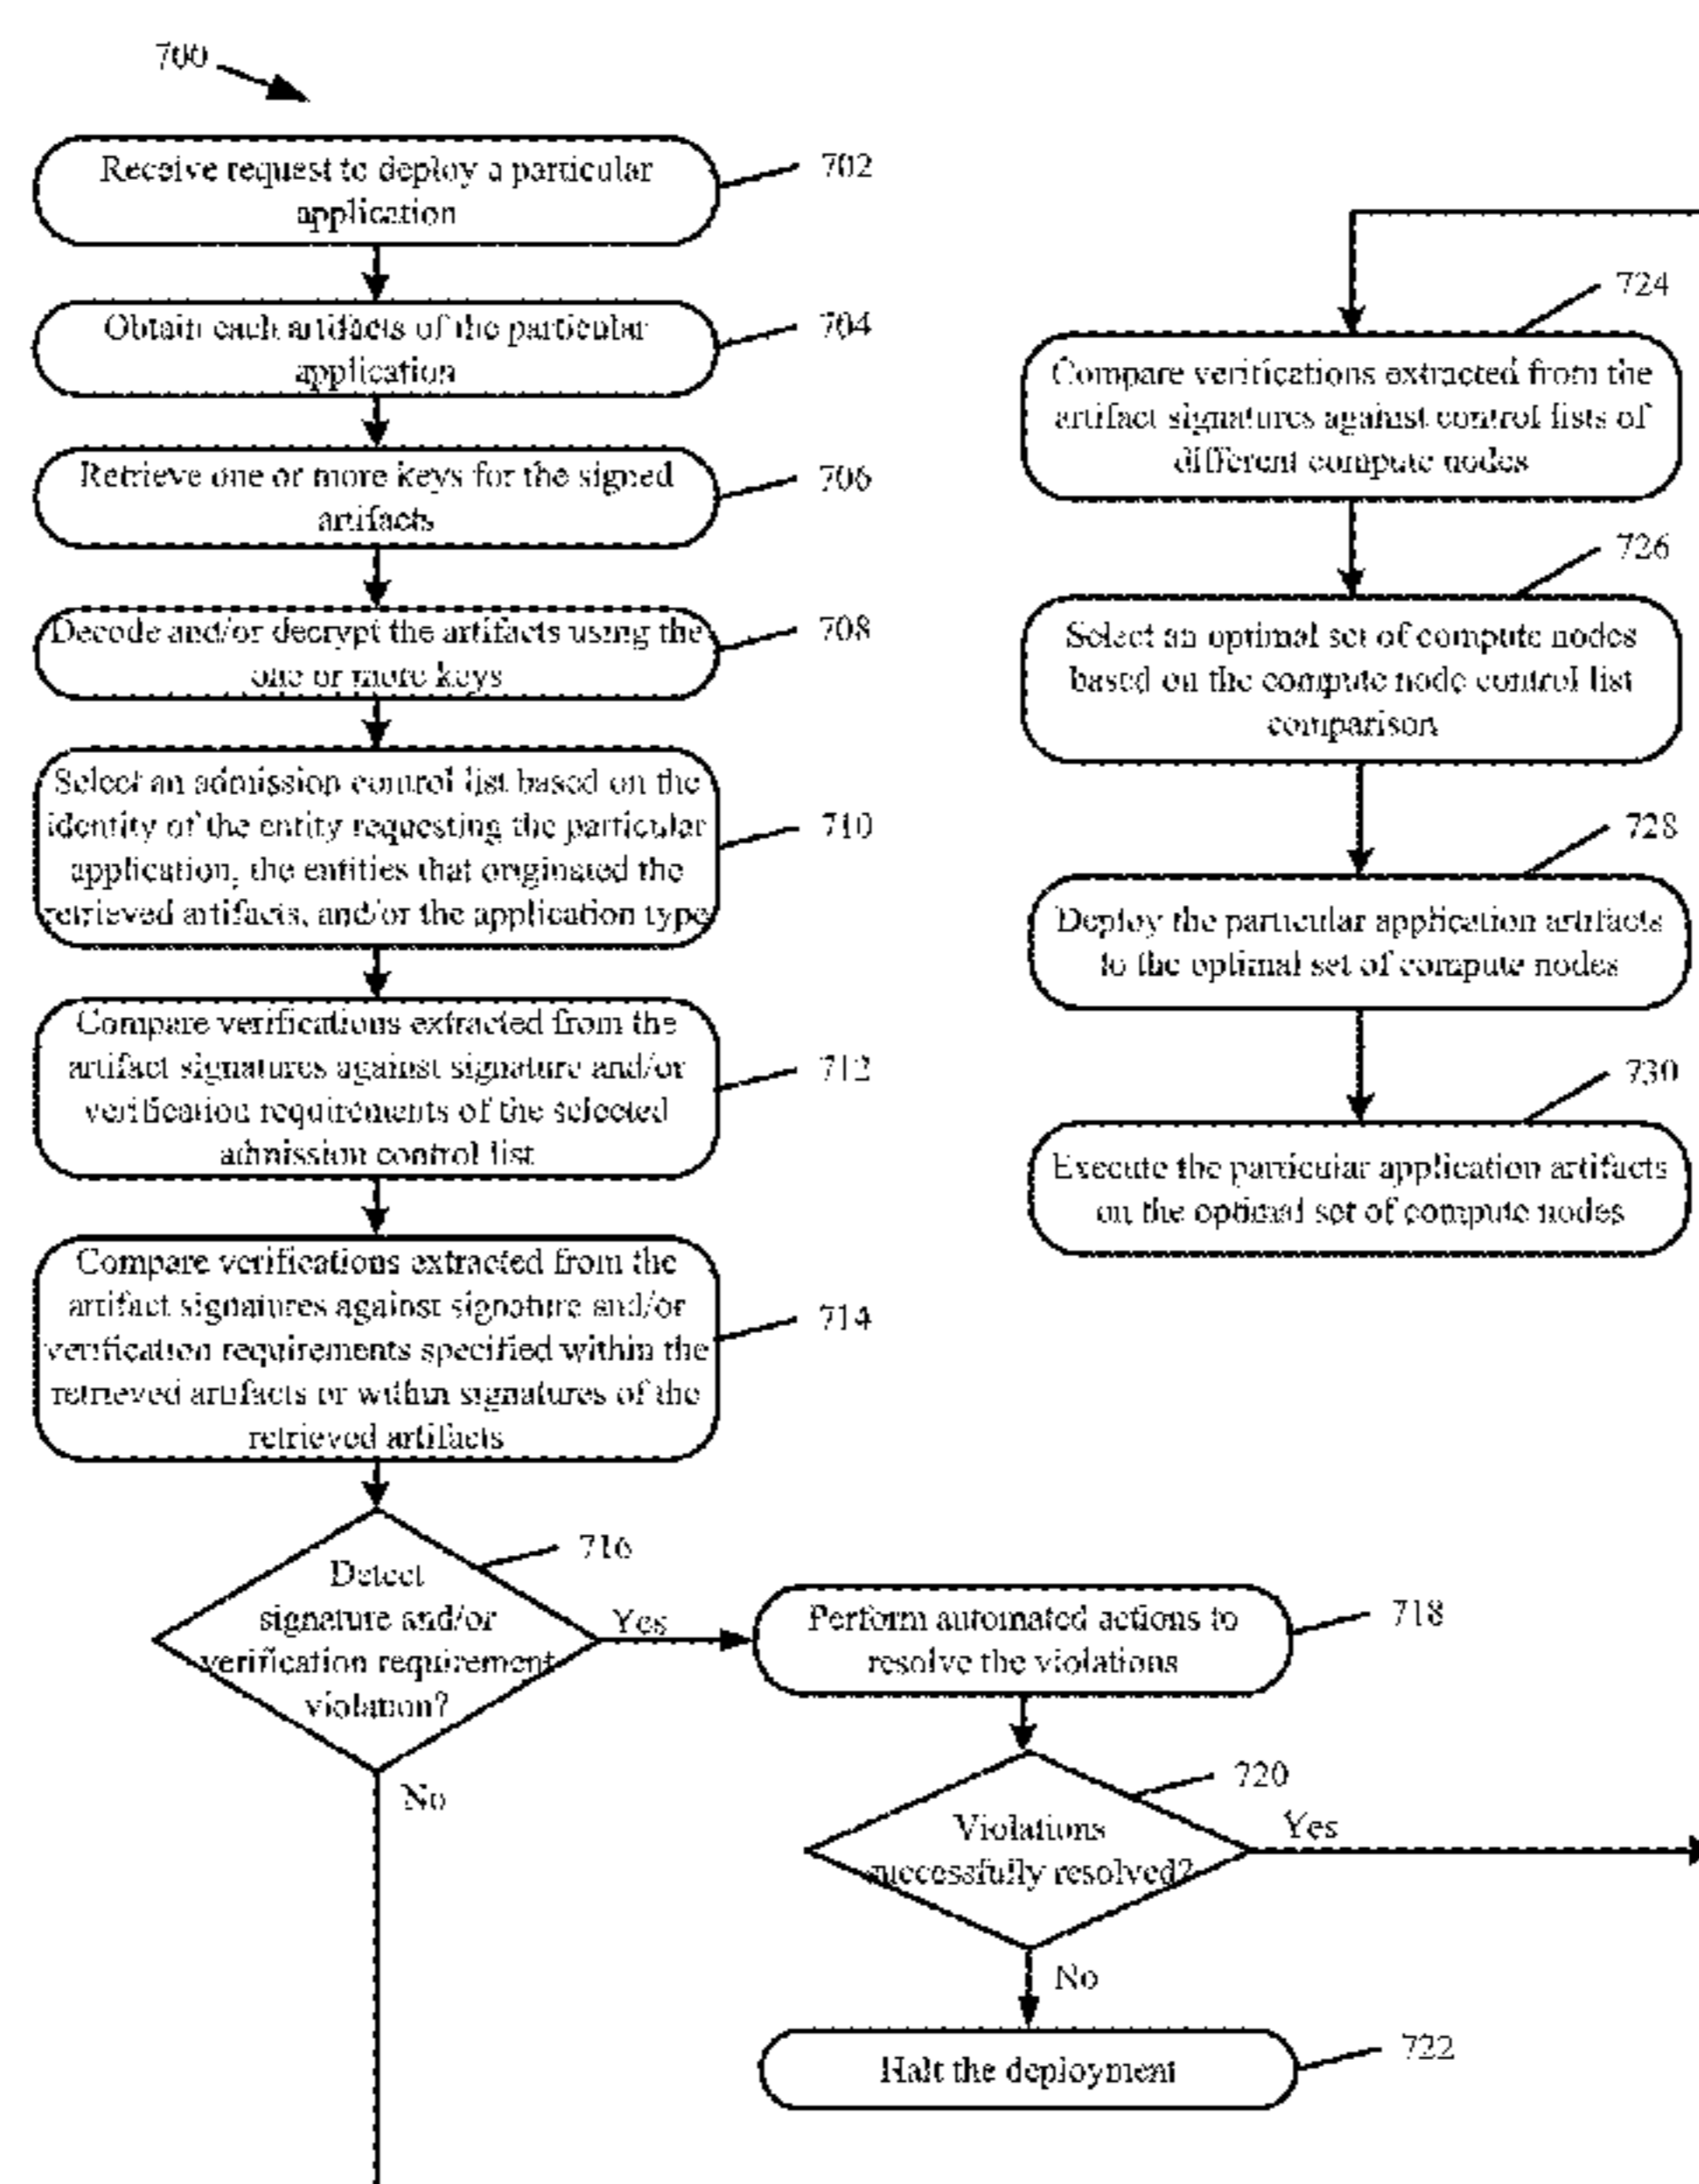 700
Receive request to deploy a particular
application
702
Obtain each artifacts of the particular
application
704
Retrieve one or more keys for the signed
artifacts
706
Decode and/or decrypt the artifacts using the
one or more keys
708
Select an admission control list based on the
identity of the entity requesting the particular
application, the entities that originated the
retrieved artifacts, and/or the application type
710
Compare verifications extracted from the
artifact signatures against signature and/or
verification requirements of the selected
admission control list
712
Compare verifications extracted from the
artifact signatures against signature and/or
verification requirements specified within the
retrieved artifacts or within signatures of the
retrieved artifacts
714
Detect
signature and/or
verification requirement
violation?
716
Yes
No
Perform automated actions to
resolve the violations
718
Violations
successfully resolved?
720
Yes
No
Halt the deployment
722
Compare verifications extracted from the
artifact signatures against control lists of
different compute nodes
724
Select an optimal set of compute nodes
based on the compute node control list
comparison
726
Deploy the particular application artifacts
to the optimal set of compute nodes
728
Execute the particular application artifacts
on the optimal set of compute nodes
730